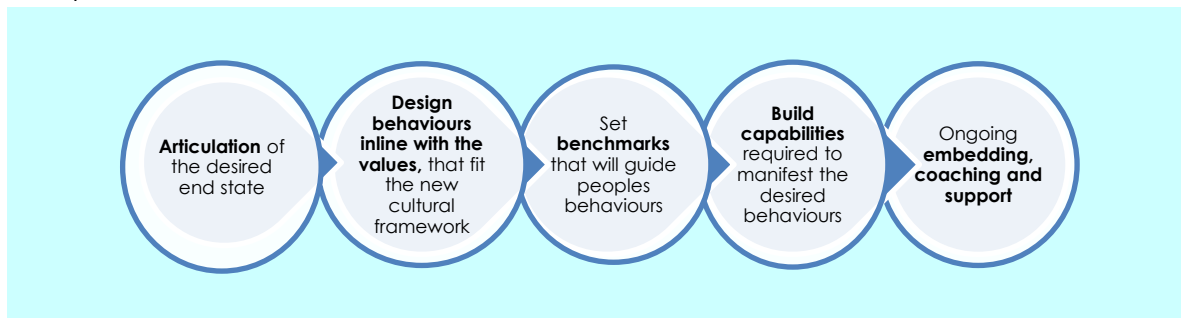 Articulation of
the desired
end state
Design
behaviours
inline with the
values, that fit
the new
cultural
framework
Set
benchmarks
that will guide
peoples
behaviours
Build
capabilities
required to
manifest the
desired
behaviours
Ongoing
embedding,
coaching and
support